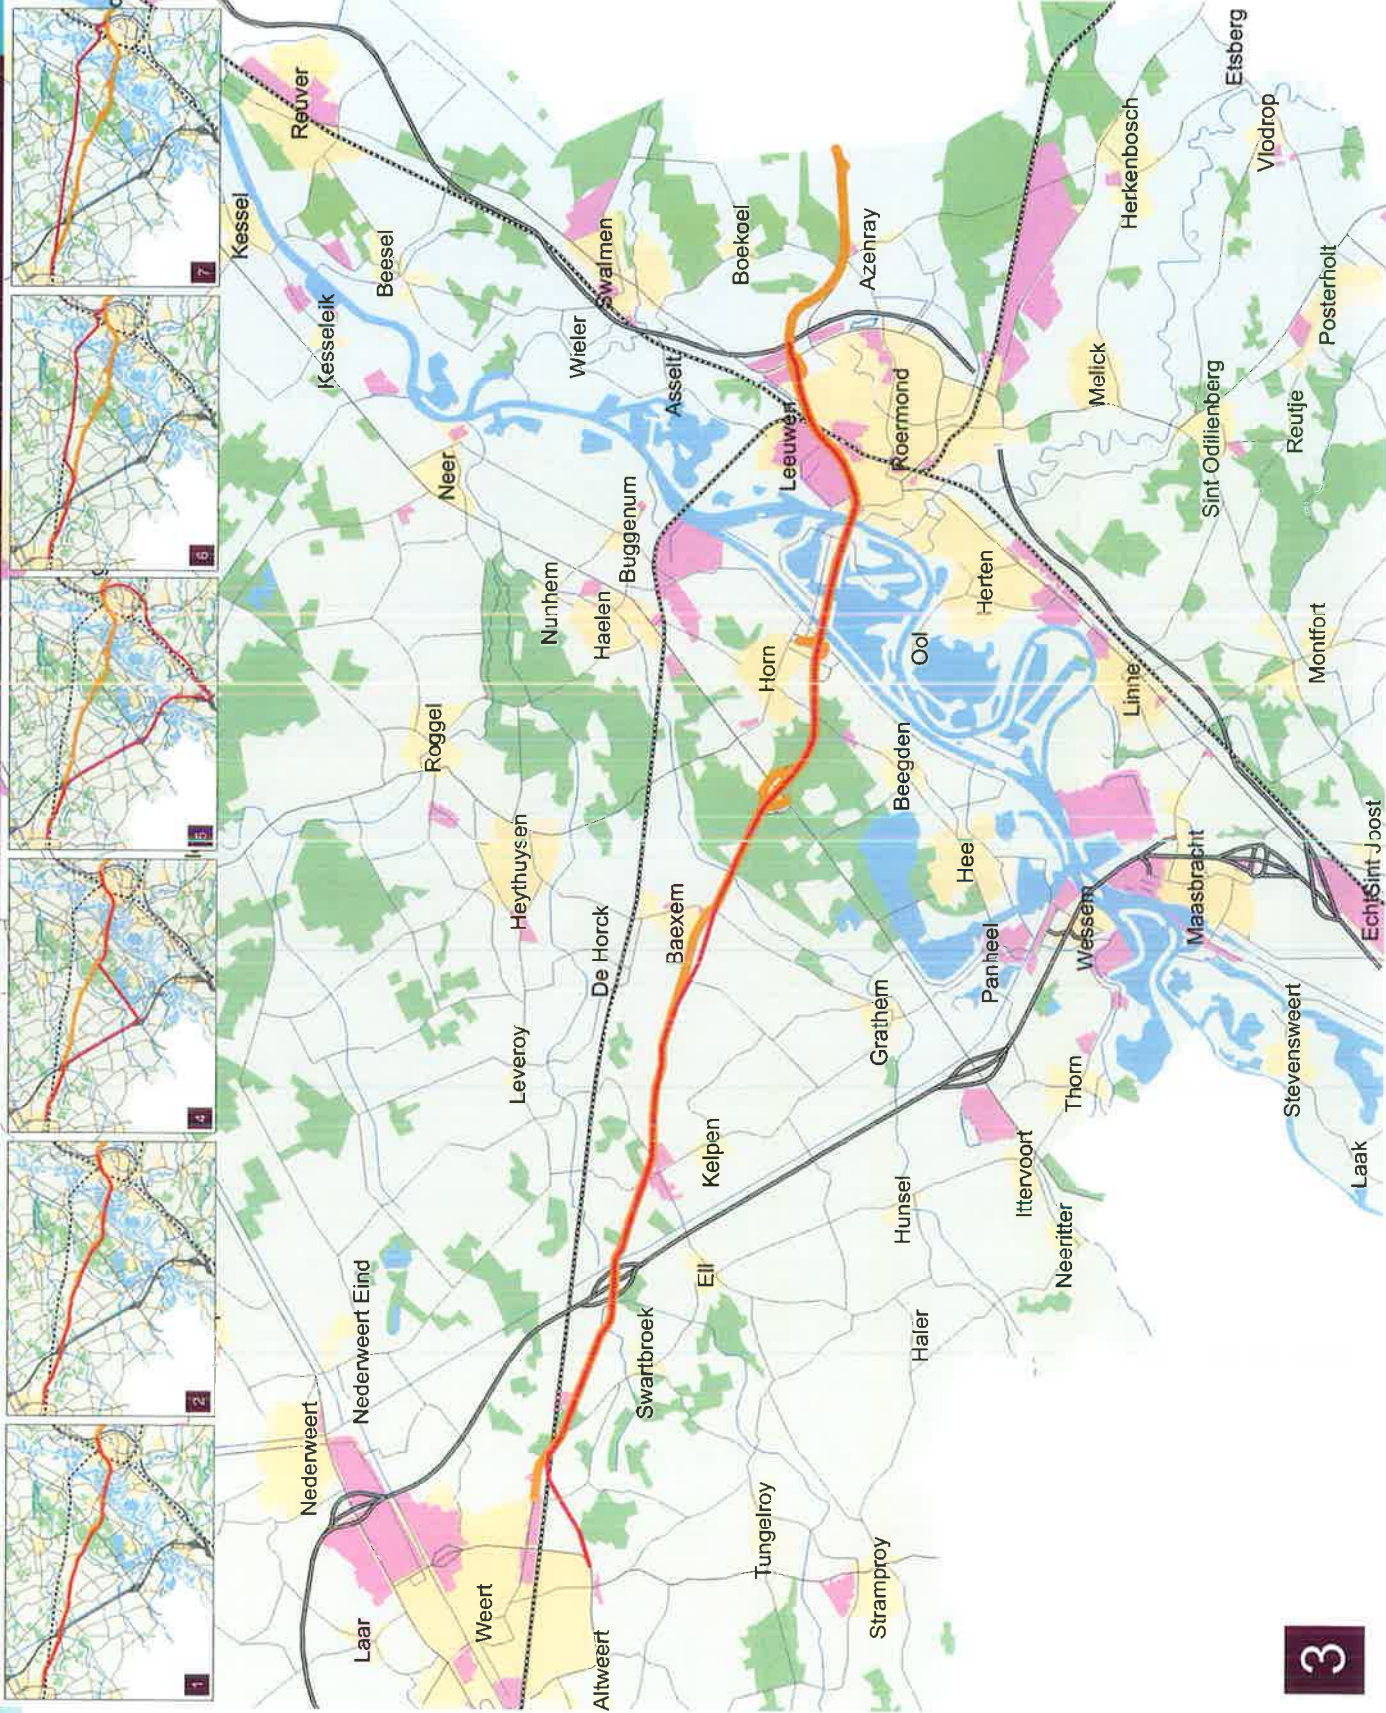 1
2
4
5
6
7
Kessel
Reuver
Nederweert
Kesseleik
Laar
Nederweert Eind
Beesel
Roggel
Neer
Weert
Heythuysen
Leveroy
Nunhem
Wieler
Altweert
De Horck
Haelen
Swalmen
Buggenum
Swartbroek
Baexem
Asselt
Ell
Kelpen
Boekoel
Tungelroy
Horn
Leeuwen
Azenray
Stramproy
Grathem
Hunsel
Beegden
Roermond
Haler
Ool
Heel
Panheel
Herten
Ittervoort
Neeritter
Thorn
Wessem
Melick
Linne
Herkenbosch
Maasbracht
Sint Odilienberg
Etsberg
Vlodrop
Stevensweert
Reutje
Montfort
Posterholt
Laak
Echt
Sint Joost
3